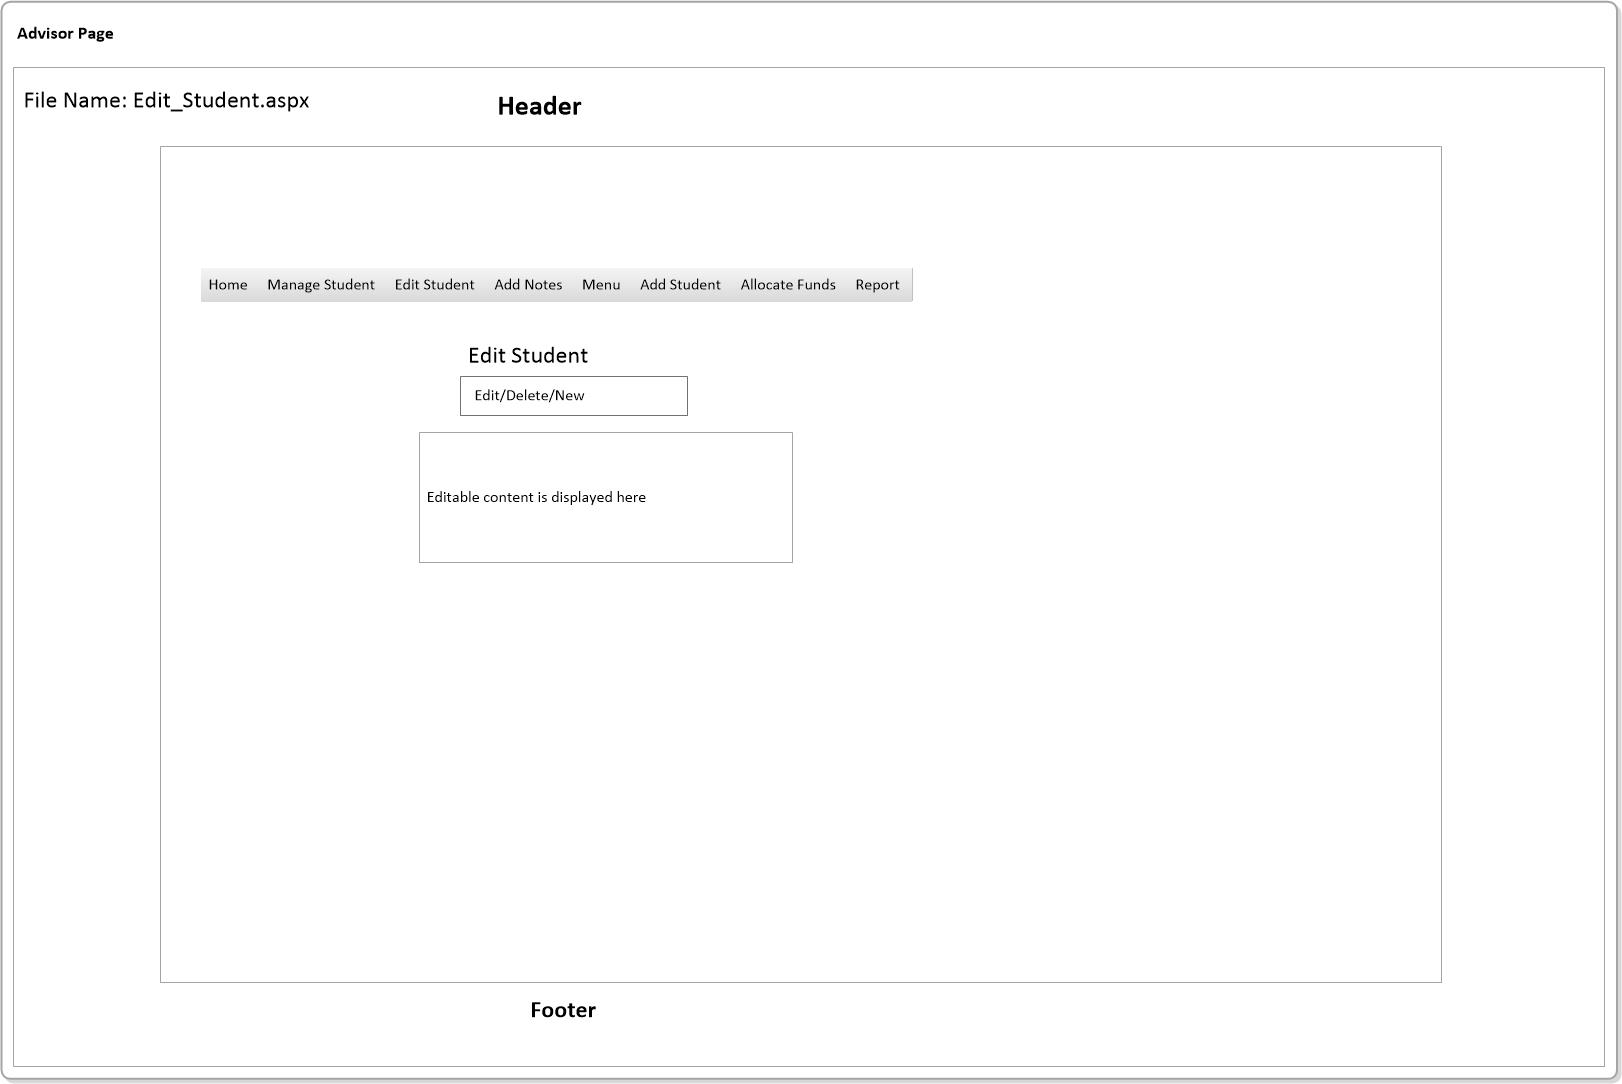 Advisor Page
File Name: Edit_Student.aspx
Header
Home Manage Student Edit Student Add Notes Menu Add Student Allocate Funds Report
Edit Student
Edit/Delete/New
Editable content is displayed here
Footer